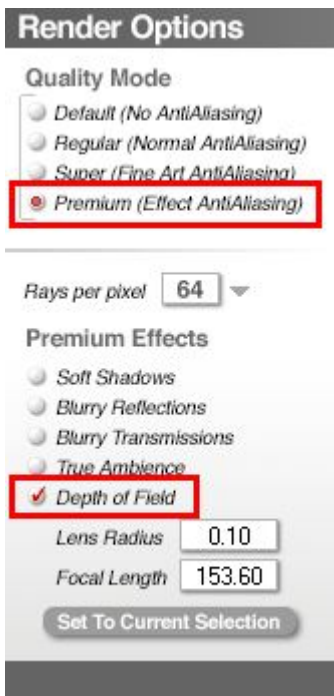 Render Options
Quality Mode
Default (No AntiAliasing)
Regular (Normal AntiAliasing)
Super (Fine Art AntiAliasing)
Premium (Effect AntiAliasing)
Rays per pixel 64
Premium Effects
Soft Shadows
Blurry Reflections
Blurry Transmissions
True Ambience
Depth of Field
Lens Radius 0.10
Focal Length 153.60
Set To Current Selection